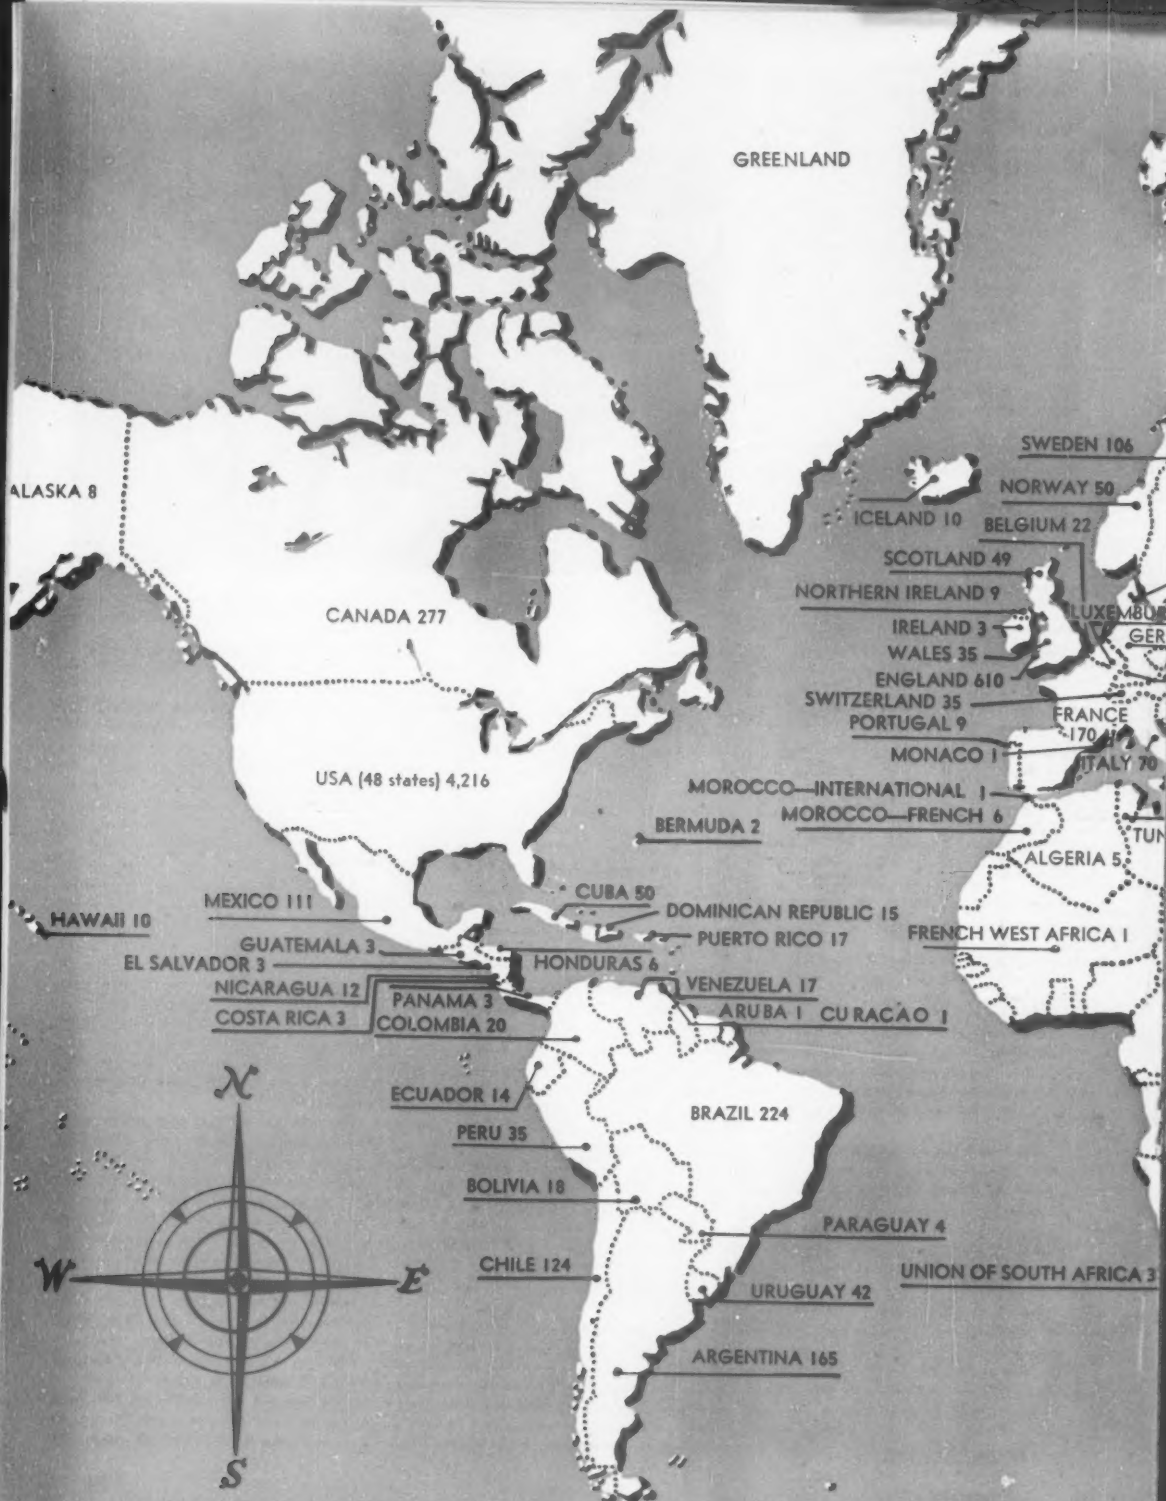 GREENLAND
SWEDEN 106
ALASKA 8
NORWAY 50
ICELAND 10
BELGIUM 22
SCOTLAND 49
NORTHERN IRELAND 9
CANADA 277
LUXEMBUR
IRELAND 3
GER
WALES 35
ENGLAND 610
SWITZERLAND 35
FRANCE
170
PORTUGAL 9
MONACO 1
ITALY 70
USA (48 states) 4,216
MOROCCO—INTERNATIONAL 1
MOROCCO—FRENCH 6
BERMUDA 2
TUN
ALGERIA 5
MEXICO 111
CUBA 50
HAWAII 10
DOMINICAN REPUBLIC 15
PUERTO RICO 17
FRENCH WEST AFRICA 1
GUATEMALA 3
EL SALVADOR 3
HONDURAS 6
NICARAGUA 12
PANAMA 3
VENEZUELA 17
COSTA RICA 3
COLOMBIA 20
ARUBA 1 CURACAO 1
N
ECUADOR 14
BRAZIL 224
PERU 35
BOLIVIA 18
PARAGUAY 4
W
E
CHILE 124
UNION OF SOUTH AFRICA 3
URUGUAY 42
ARGENTINA 165
S